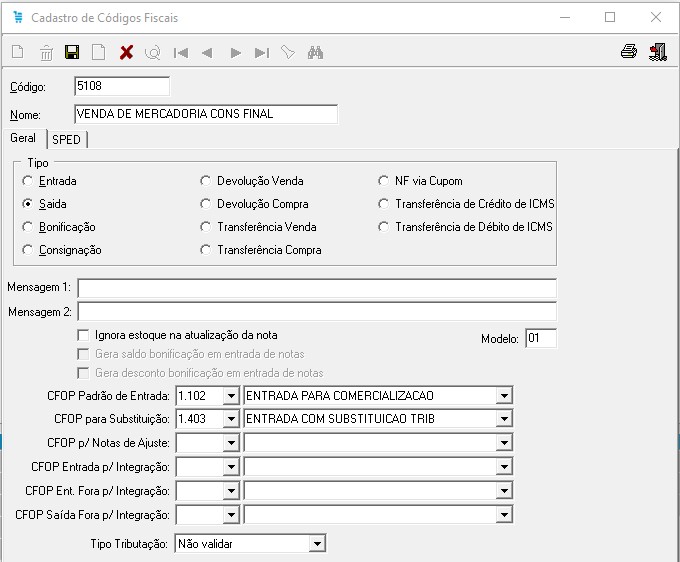 Cadastro de Códigos Fiscais
Código: 5108
Nome: VENDA DE MERCADORIA CONS FINAL
Geral SPED
Tipo
Entrada Devolução Venda NF via Cupom
Saida Devolução Compra Transferência de Crédito de ICMS
Bonificação Transferência Venda Transferência de Débito de ICMS
Consignação Transferência Compra
Mensagem 1:
Mensagem 2:
Ignora estoque na atualização da nota Modelo: 01
Gera saldo bonificação em entrada de notas
Gera desconto bonificação em entrada de notas
CFOP Padrão de Entrada: 1.102 ENTRADA PARA COMERCIALIZACAO
CFOP para Substituição: 1.403 ENTRADA COM SUBSTITUICAO TRIB
CFOP p/ Notas de Ajuste:
CFOP Entrada p/ Integração:
CFOP Ent. Fora p/ Integração:
CFOP Saída Fora p/ Integração:
Tipo Tributação: Não validar